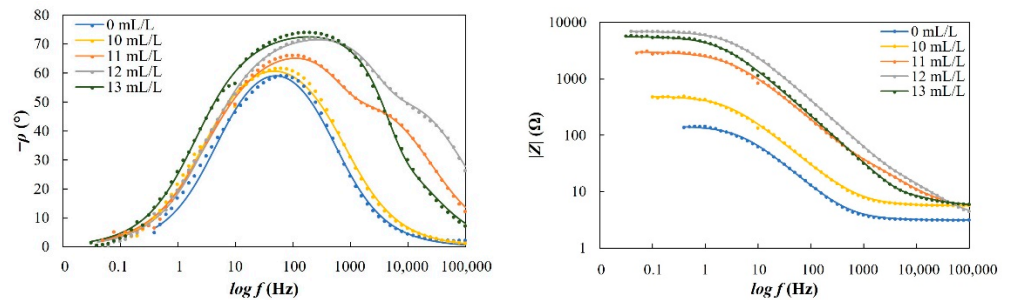 80
70
60
50
40
30
20
10
0
−ρ (°)
0 mL/L
10 mL/L
11 mL/L
12 mL/L
13 mL/L
0 0.1 1 10 100 1000 10,000 100,000
log f (Hz)
10000
1000
100
10
1
|Z| (Ω)
0 mL/L
10 mL/L
11 mL/L
12 mL/L
13 mL/L
0 0.1 1 10 100 1000 10,000 100,000
log f (Hz)